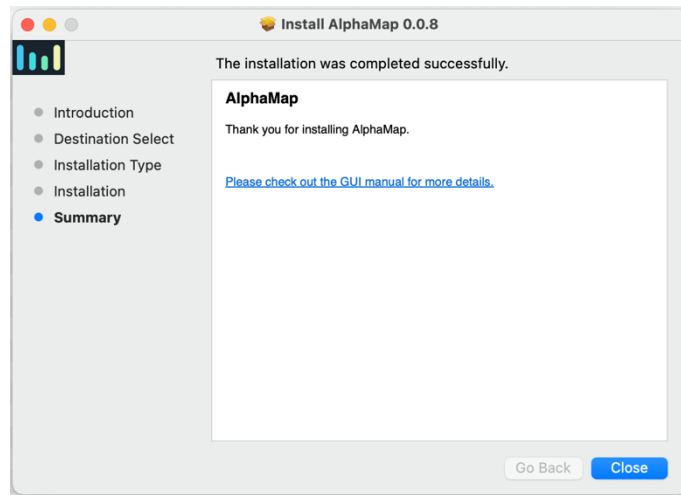 Install AlphaMap 0.0.8
The installation was completed successfully.
Introduction
Destination Select
Installation Type
Installation
Summary
AlphaMap
Thank you for installing AlphaMap.
Please check out the GUI manual for more details.
Go Back
Close